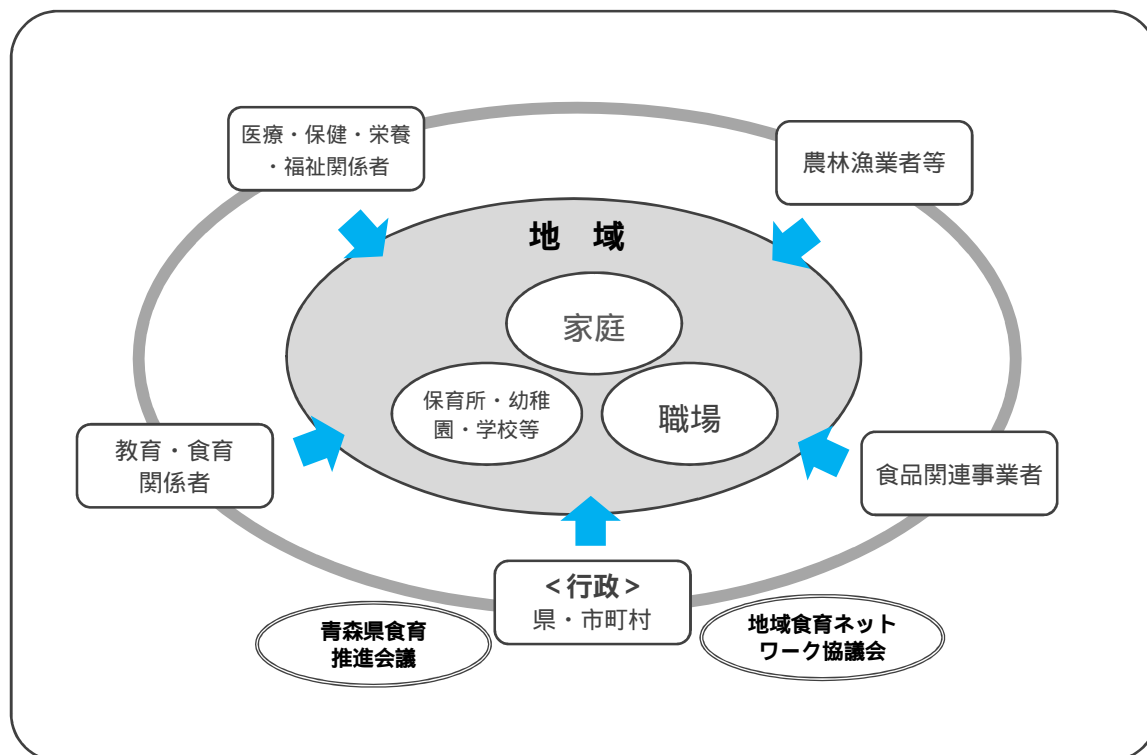 医療・保健・栄養
・福祉関係者
農林漁業者等
地　域
家庭
保育所・幼稚
園・学校等
職場
教育・食育
関係者
食品関連事業者
＜行政＞
県・市町村
青森県食育
推進会議
地域食育ネット
ワーク協議会